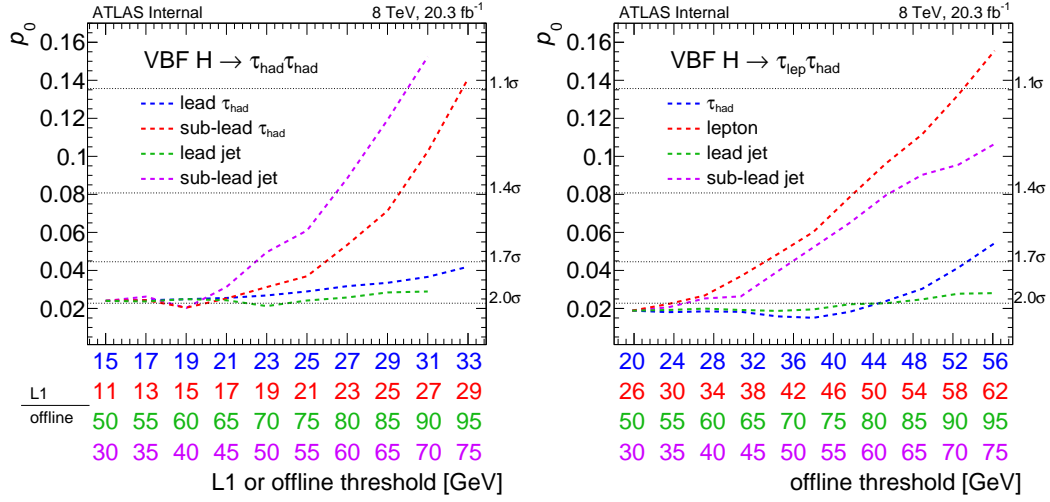 ATLAS Internal
8 TeV, 20.3 fb⁻¹
p₀
VBF H → τ_had τ_had
lead τ_had
sub-lead τ_had
lead jet
sub-lead jet
0.16
0.14
0.12
0.1
0.08
0.06
0.04
0.02
1.1σ
1.4σ
1.7σ
2.0σ
15 17 19 21 23 25 27 29 31 33
L1 11 13 15 17 19 21 23 25 27 29
offline 50 55 60 65 70 75 80 85 90 95
30 35 40 45 50 55 60 65 70 75
L1 or offline threshold [GeV]
ATLAS Internal
8 TeV, 20.3 fb⁻¹
p₀
VBF H → τ_lep τ_had
τ_had
lepton
lead jet
sub-lead jet
0.16
0.14
0.12
0.1
0.08
0.06
0.04
0.02
1.1σ
1.4σ
1.7σ
2.0σ
20 24 28 32 36 40 44 48 52 56
26 30 34 38 42 46 50 54 58 62
50 55 60 65 70 75 80 85 90 95
30 35 40 45 50 55 60 65 70 75
offline threshold [GeV]